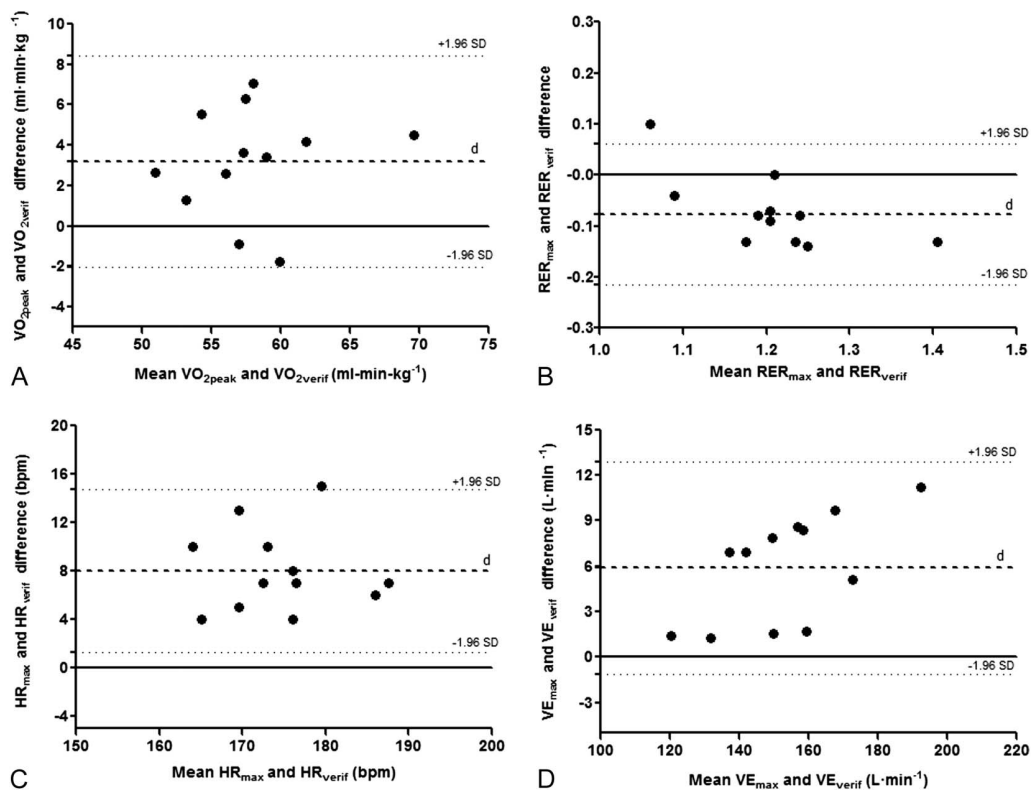 VO2peak and VO2verif difference (ml-min-kg-1)
10
8
6
4
2
0
-2
-4
+1.96 SD
d
-1.96 SD
45 50 55 60 65 70 75
Mean VO2peak and VO2verif (ml-min-kg-1)
A
RERmax and RERverif difference
0.3
0.2
0.1
-0.0
-0.1
-0.2
-0.3
+1.96 SD
d
-1.96 SD
1.0 1.1 1.2 1.3 1.4 1.5
Mean RERmax and RERverif
B
HRmax and HRverif difference (bpm)
20
16
12
8
4
0
-4
+1.96 SD
d
-1.96 SD
150 160 170 180 190 200
Mean HRmax and HRverif (bpm)
C
VEmax and VEverif difference (L·min-1)
15
12
9
6
3
0
-3
+1.96 SD
d
-1.96 SD
100 120 140 160 180 200 220
Mean VEmax and VEverif (L·min-1)
D